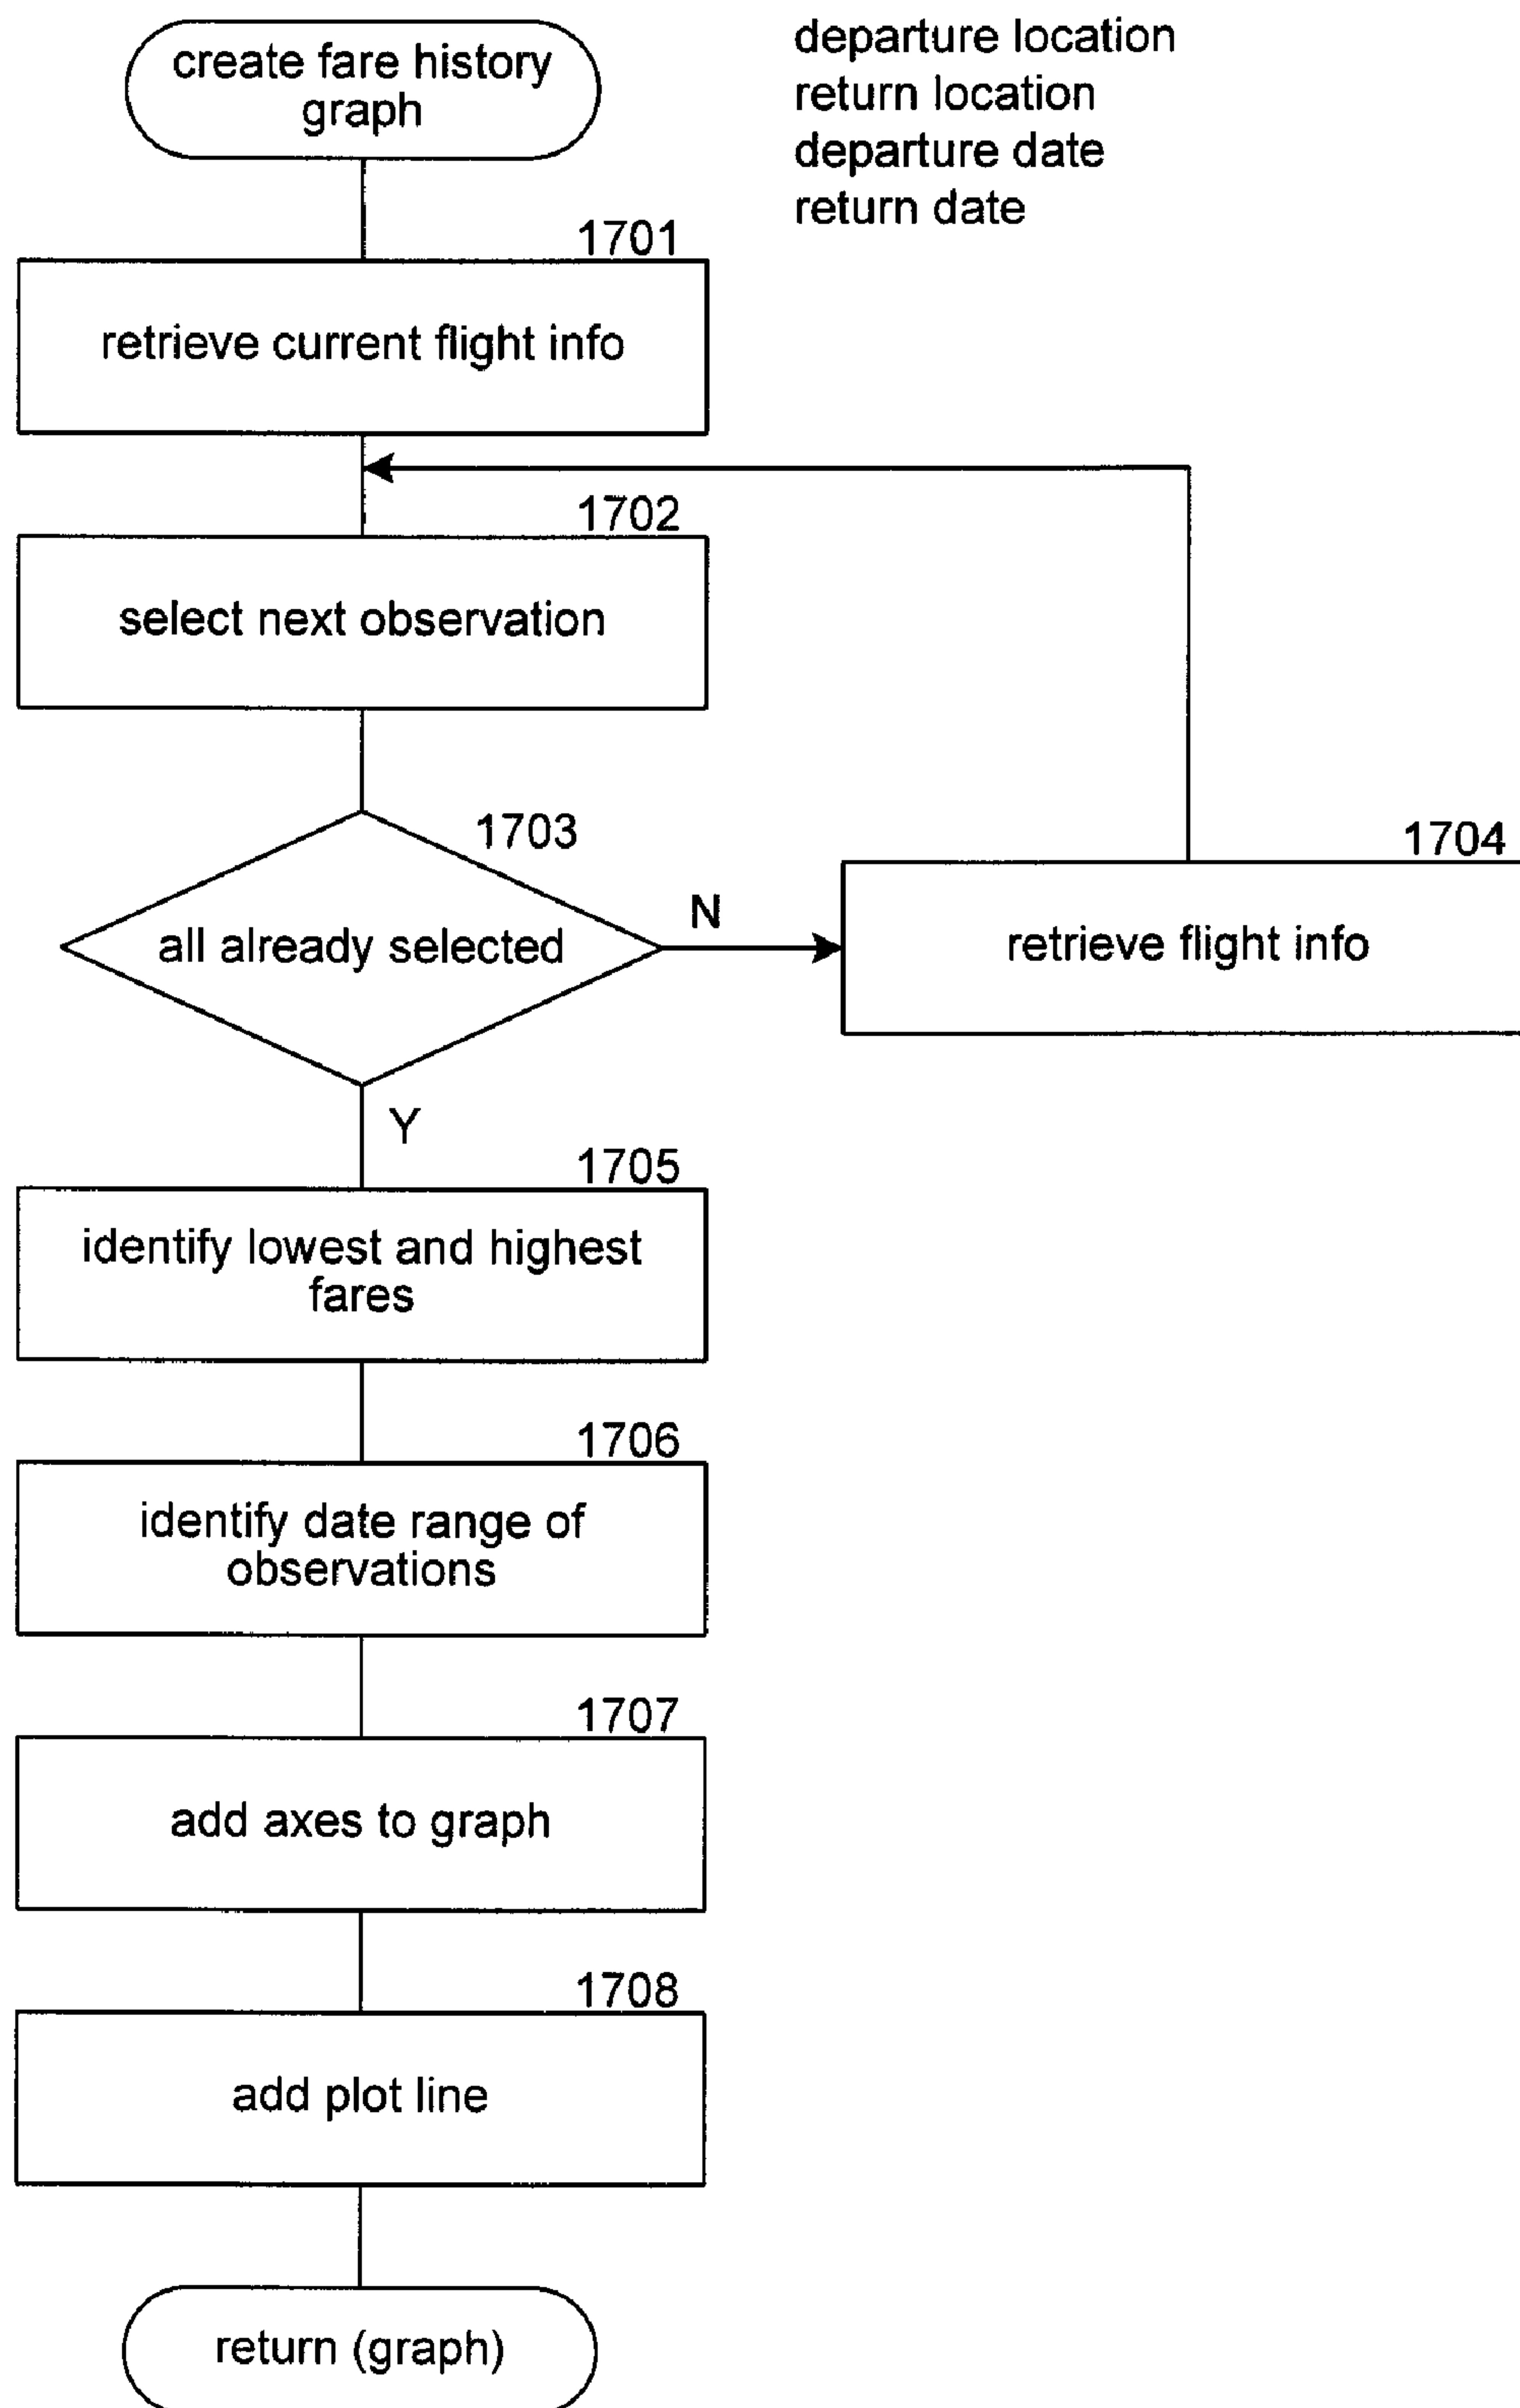 create fare history
graph
departure location
return location
departure date
return date
1701
retrieve current flight info
1702
select next observation
1703
all already selected
N
1704
retrieve flight info
Y
1705
identify lowest and highest
fares
1706
identify date range of
observations
1707
add axes to graph
1708
add plot line
return (graph)